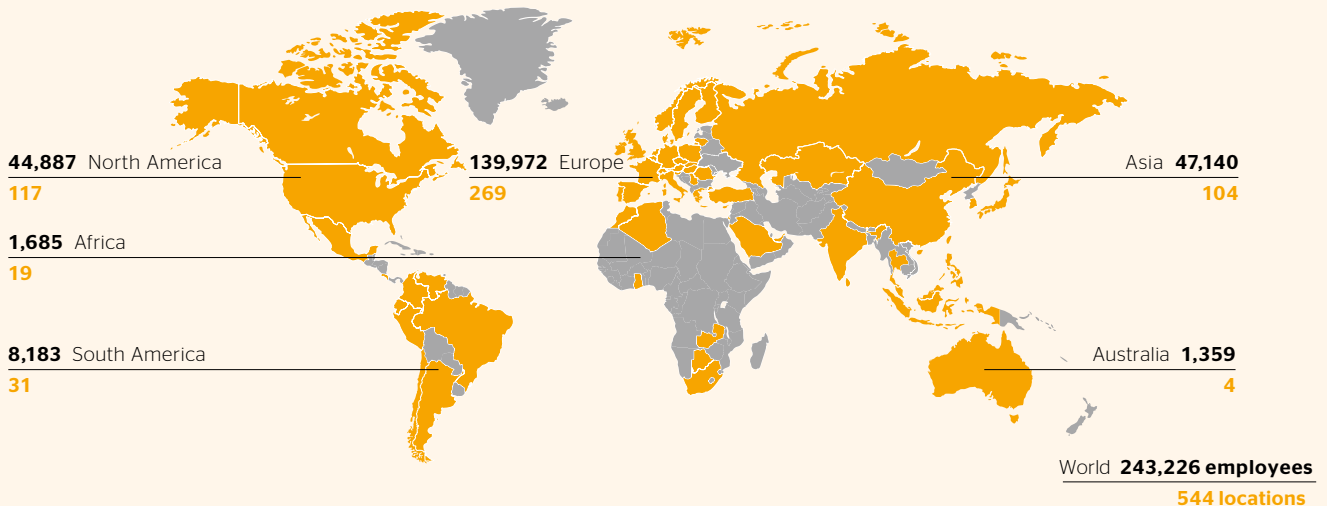 44,887 North America
117
139,972 Europe
269
Asia 47,140
104
1,685 Africa
19
8,183 South America
31
Australia 1,359
4
World 243,226 employees
544 locations